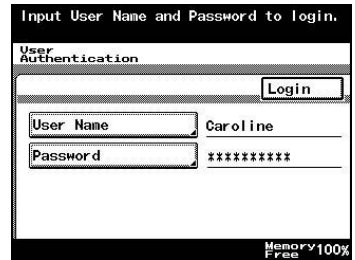 Input User Name and Password to login.
User
Authentication
Login
User Name Caroline
Password **********
Memory
Free 100%